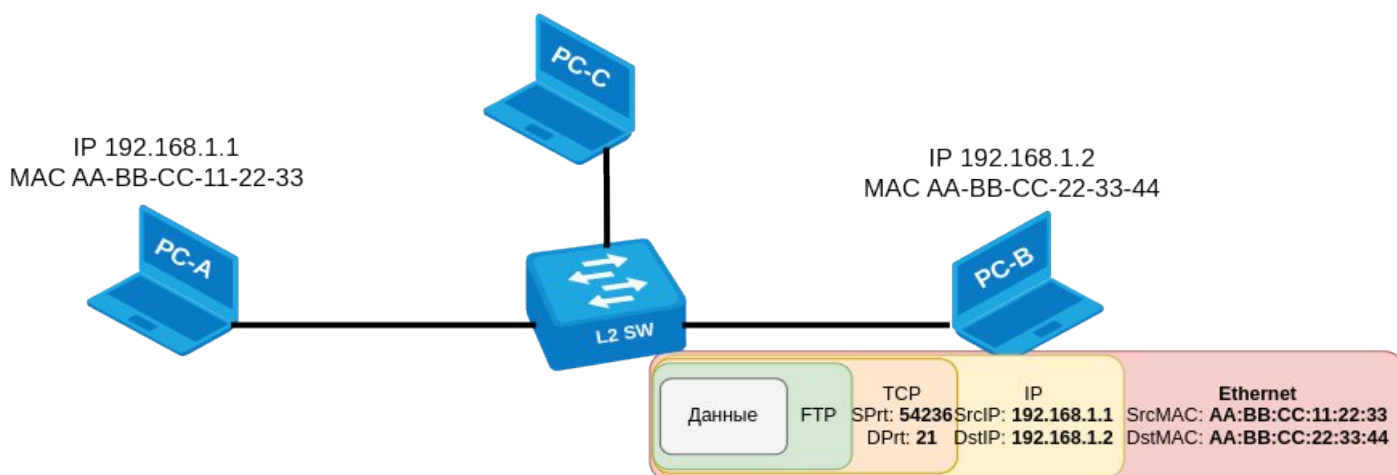 PC-C
IP 192.168.1.1
MAC AA-BB-CC-11-22-33
IP 192.168.1.2
MAC AA-BB-CC-22-33-44
PC-A
PC-B
L2 SW
Данные
FTP
TCP
SPrt: 54236
DPrt: 21
IP
SrcIP: 192.168.1.1
DstIP: 192.168.1.2
Ethernet
SrcMAC: AA:BB:CC:11:22:33
DstMAC: AA:BB:CC:22:33:44